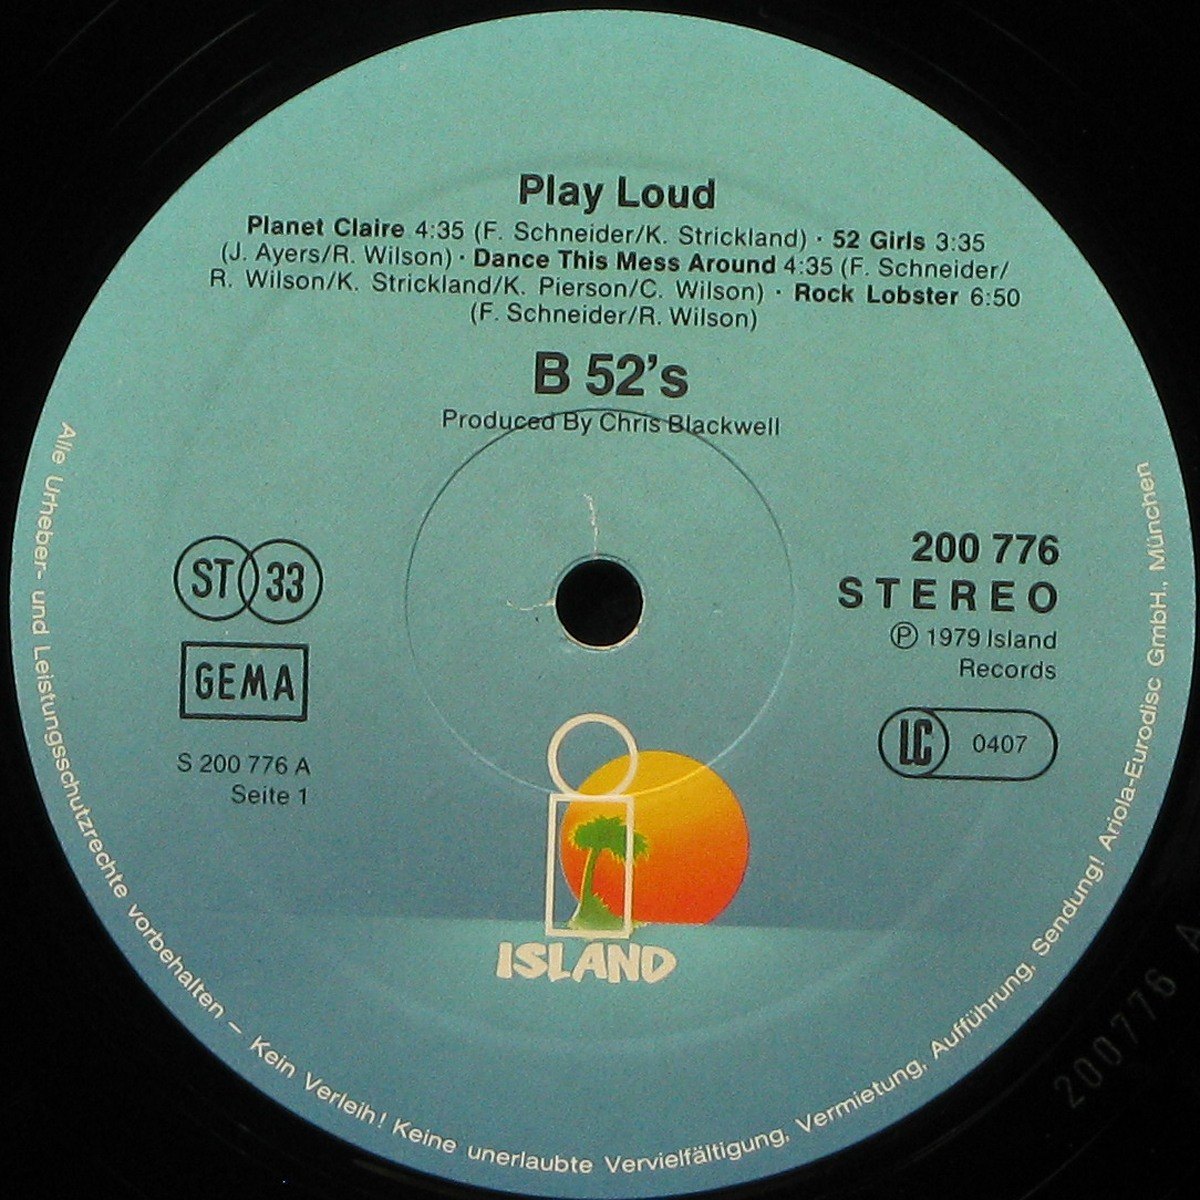 Play Loud
Planet Claire 4:35 (F. Schneider/K. Strickland) · 52 Girls 3:35
(J. Ayers/R. Wilson) · Dance This Mess Around 4:35 (F. Schneider/
R. Wilson/K. Strickland/K. Pierson/C. Wilson) · Rock Lobster 6:50
(F. Schneider/R. Wilson)
B 52's
Produced By Chris Blackwell
ST 33
GEMA
S 200 776 A
Seite 1
200 776
STEREO
Ⓟ 1979 Island
Records
LC 0407
ISLAND
Alle Urheber- und Leistungsschutzrechte vorbehalten – Kein Verleih! Keine unerlaubte Vervielfältigung, Vermietung, Aufführung, Sendung! Ariola-Eurodisc GmbH., München
200776 A